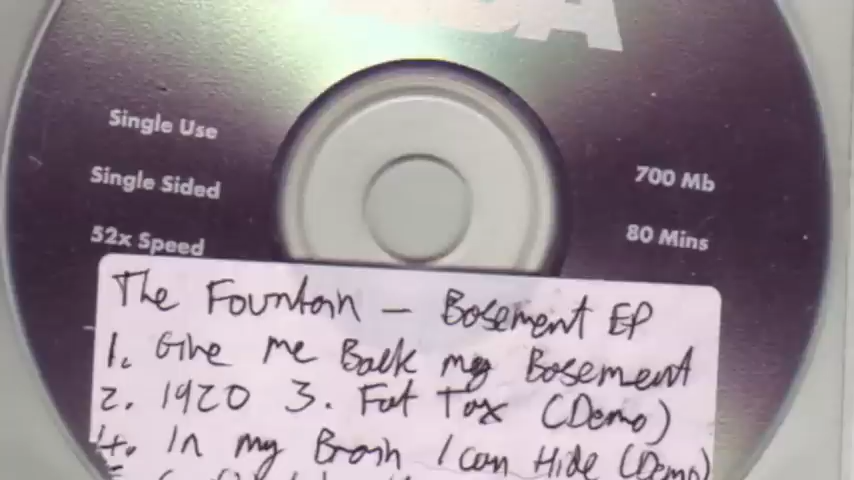 Single Use
Single Sided
52x Speed
700 Mb
80 Mins
The Fountain – Basement EP
1. Give Me Back my Basement
2. 1920 3. Fat Tax (Demo)
4. In my Brain I can Hide (Demo)